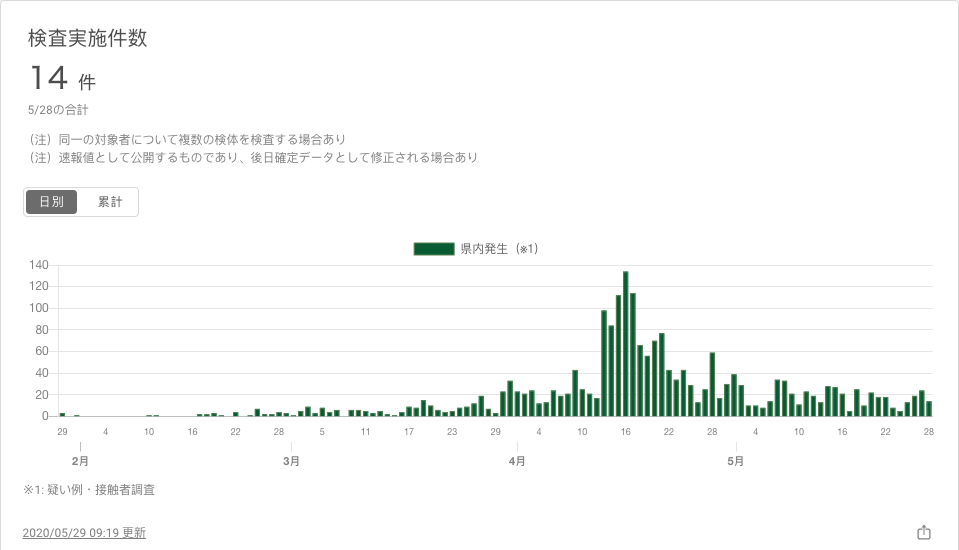 検査実施件数
14 件
5/28の合計
（注）同一の対象者について複数の検体を検査する場合あり
（注）速報値として公開するものであり、後日確定データとして修正される場合あり
日別 累計
県内発生（※1）
140
120
100
80
60
40
20
0
29 4 10 16 22 28 5 11 17 23 29 4 10 16 22 28 4 10 16 22 28
2月 3月 4月 5月
※1: 疑い例・接触者調査
2020/05/29 09:19 更新